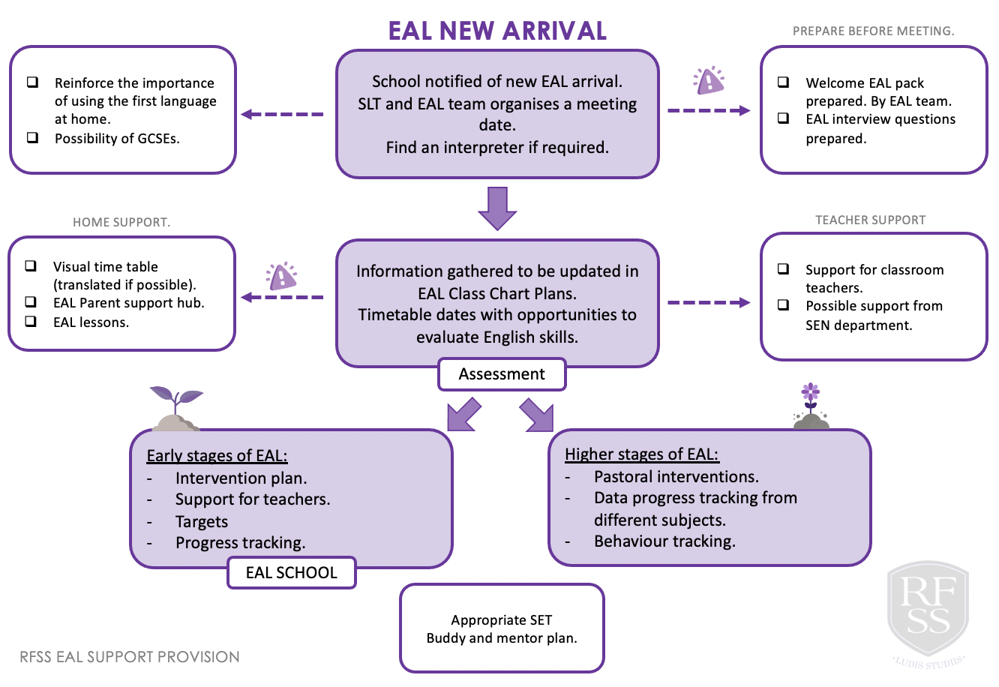 EAL NEW ARRIVAL
PREPARE BEFORE MEETING.
❑ Reinforce the importance
of using the first language
at home.
❑ Possibility of GCSEs.
School notified of new EAL arrival.
SLT and EAL team organises a meeting
date.
Find an interpreter if required.
❑ Welcome EAL pack
prepared. By EAL team.
❑ EAL interview questions
prepared.
HOME SUPPORT.
❑ Visual time table
(translated if possible).
❑ EAL Parent support hub.
❑ EAL lessons.
Information gathered to be updated in
EAL Class Chart Plans.
Timetable dates with opportunities to
evaluate English skills.
Assessment
TEACHER SUPPORT
❑ Support for classroom
teachers.
❑ Possible support from
SEN department.
Early stages of EAL:
- Intervention plan.
- Support for teachers.
- Targets
- Progress tracking.
EAL SCHOOL
Higher stages of EAL:
- Pastoral interventions.
- Data progress tracking from
different subjects.
- Behaviour tracking.
Appropriate SET
Buddy and mentor plan.
RFSS EAL SUPPORT PROVISION
RF
SS
·LUDIS STUDIIS·